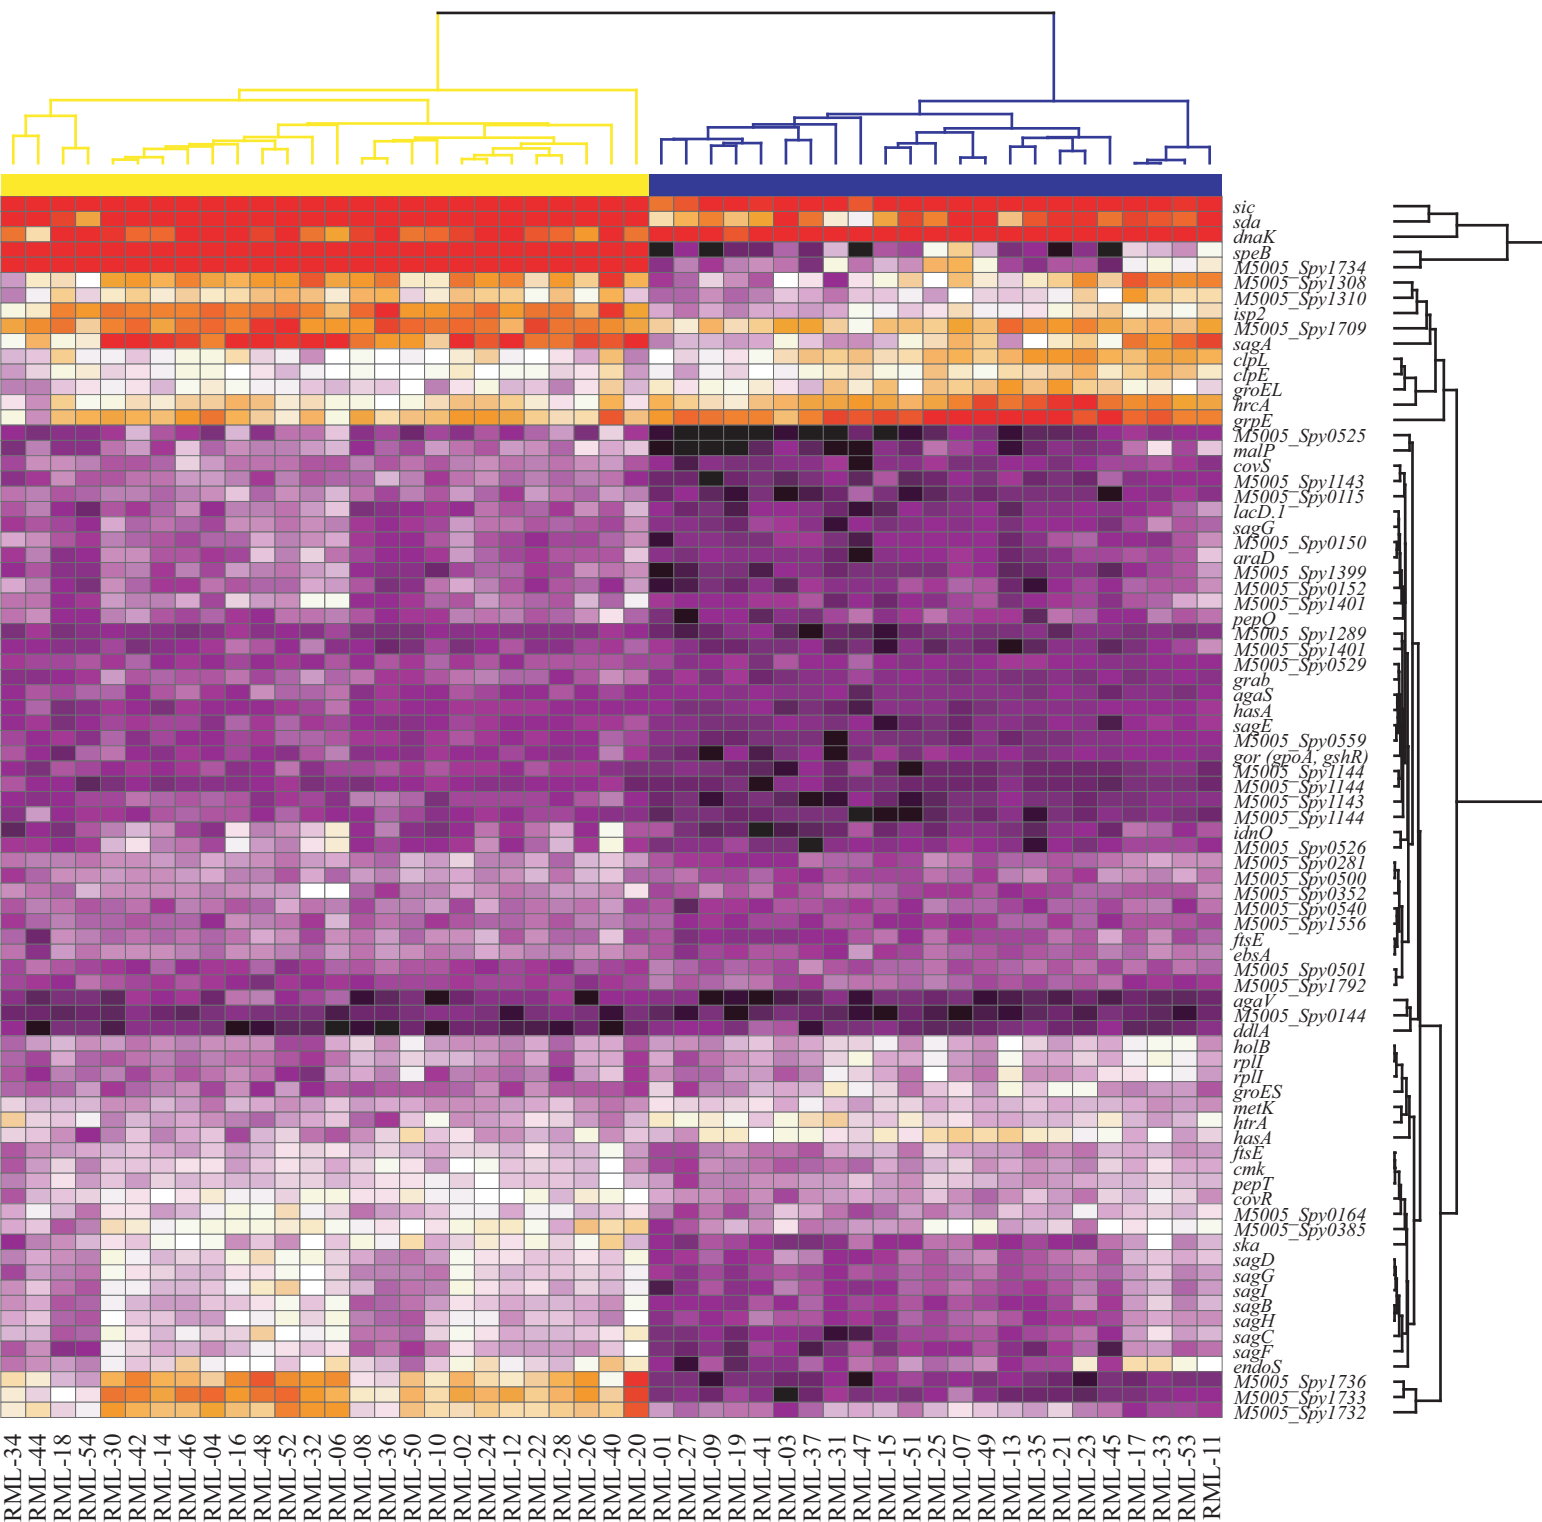 sic
sda
dnaK
speB
M5005_Spy1734
M5005_Spy1308
M5005_Spy1310
isp2
M5005_Spy1709
sagA
clpL
clpE
groEL
hrcA
grpE
M5005_Spy0525
malP
covS
M5005_Spy1143
M5005_Spy0115
lacD.1
sagG
M5005_Spy0150
araD
M5005_Spy1399
M5005_Spy0152
M5005_Spy1401
pepQ
M5005_Spy1289
M5005_Spy1401
M5005_Spy0529
grab
agaS
hasA
sagE
M5005_Spy0559
gor (gpoA, gshR)
M5005_Spy1144
M5005_Spy1144
M5005_Spy1143
M5005_Spy1144
idnO
M5005_Spy0526
M5005_Spy0281
M5005_Spy0500
M5005_Spy0352
M5005_Spy0540
M5005_Spy1556
ftsE
ebsA
M5005_Spy0501
M5005_Spy1792
agaV
M5005_Spy0144
ddlA
holB
rplI
rplI
groES
metK
htrA
hasA
ftsE
cmk
pepT
covR
M5005_Spy0164
M5005_Spy0385
ska
sagD
sagG
sagI
sagB
sagH
sagC
sagF
endoS
M5005_Spy1736
M5005_Spy1733
M5005_Spy1732
RML-34
RML-44
RML-18
RML-54
RML-30
RML-42
RML-14
RML-46
RML-04
RML-16
RML-48
RML-52
RML-32
RML-06
RML-08
RML-36
RML-50
RML-10
RML-02
RML-24
RML-12
RML-22
RML-28
RML-26
RML-40
RML-20
RML-01
RML-27
RML-09
RML-19
RML-41
RML-03
RML-37
RML-31
RML-47
RML-15
RML-51
RML-25
RML-07
RML-49
RML-13
RML-35
RML-21
RML-23
RML-45
RML-17
RML-33
RML-53
RML-11